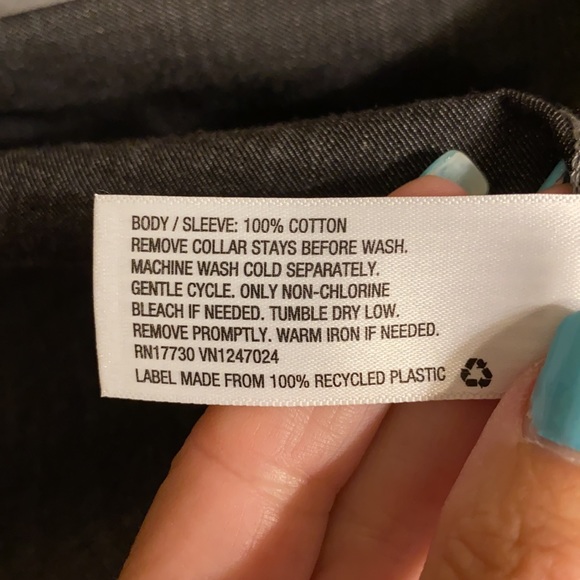 BODY / SLEEVE: 100% COTTON
REMOVE COLLAR STAYS BEFORE WASH.
MACHINE WASH COLD SEPARATELY.
GENTLE CYCLE. ONLY NON-CHLORINE
BLEACH IF NEEDED. TUMBLE DRY LOW.
REMOVE PROMPTLY. WARM IRON IF NEEDED.
RN17730 VN1247024
LABEL MADE FROM 100% RECYCLED PLASTIC